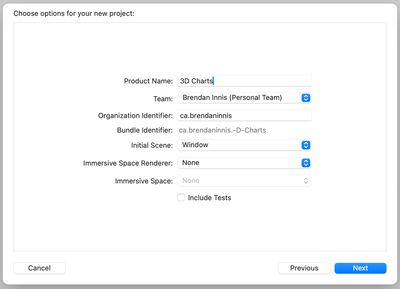 Choose options for your new project:
Product Name: 3D Charts
Team: Brendan Innis (Personal Team)
Organization Identifier: ca.brendaninnis
Bundle Identifier: ca.brendaninnis.-D-Charts
Initial Scene: Window
Immersive Space Renderer: None
Immersive Space: None
Include Tests
Cancel Previous Next